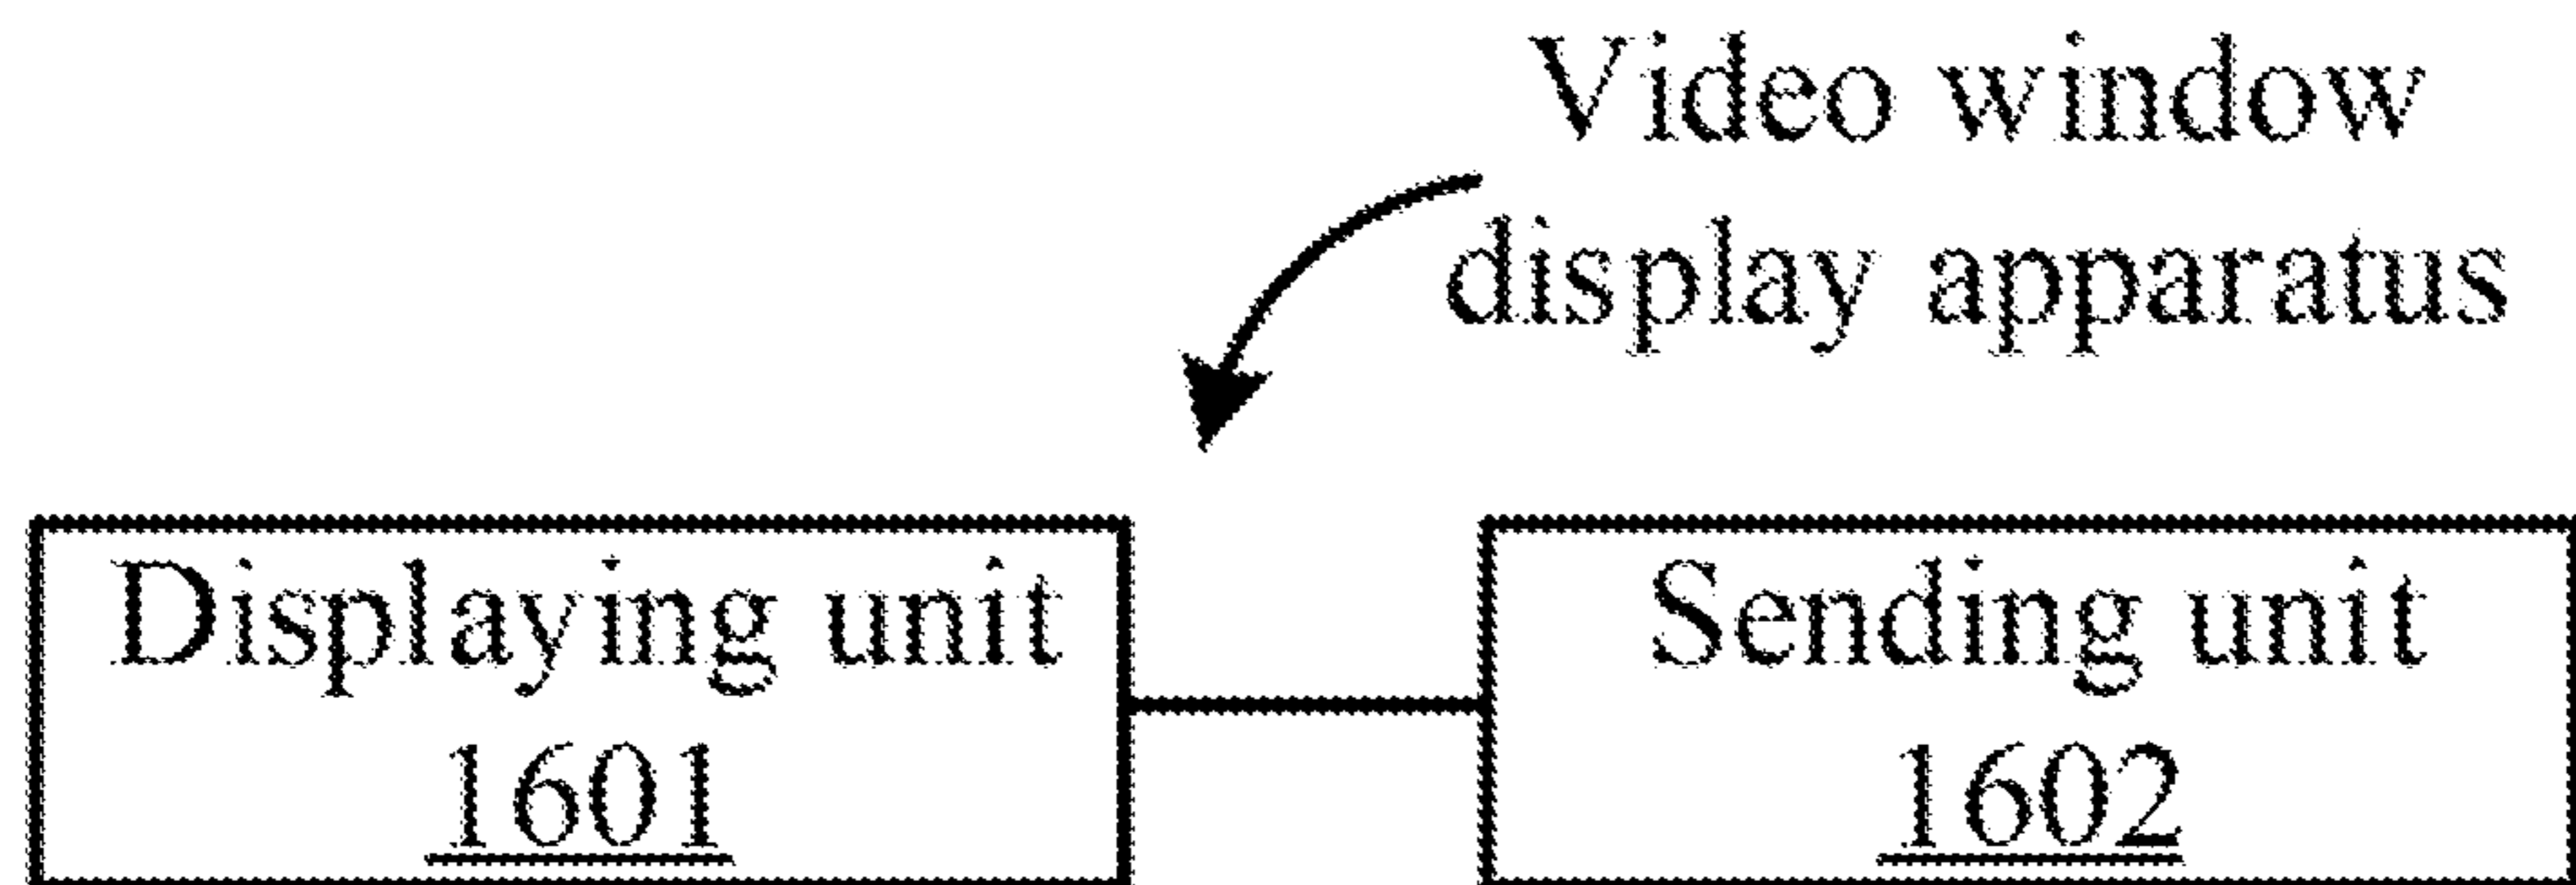 Video window
display apparatus
Displaying unit
1601
Sending unit
1602